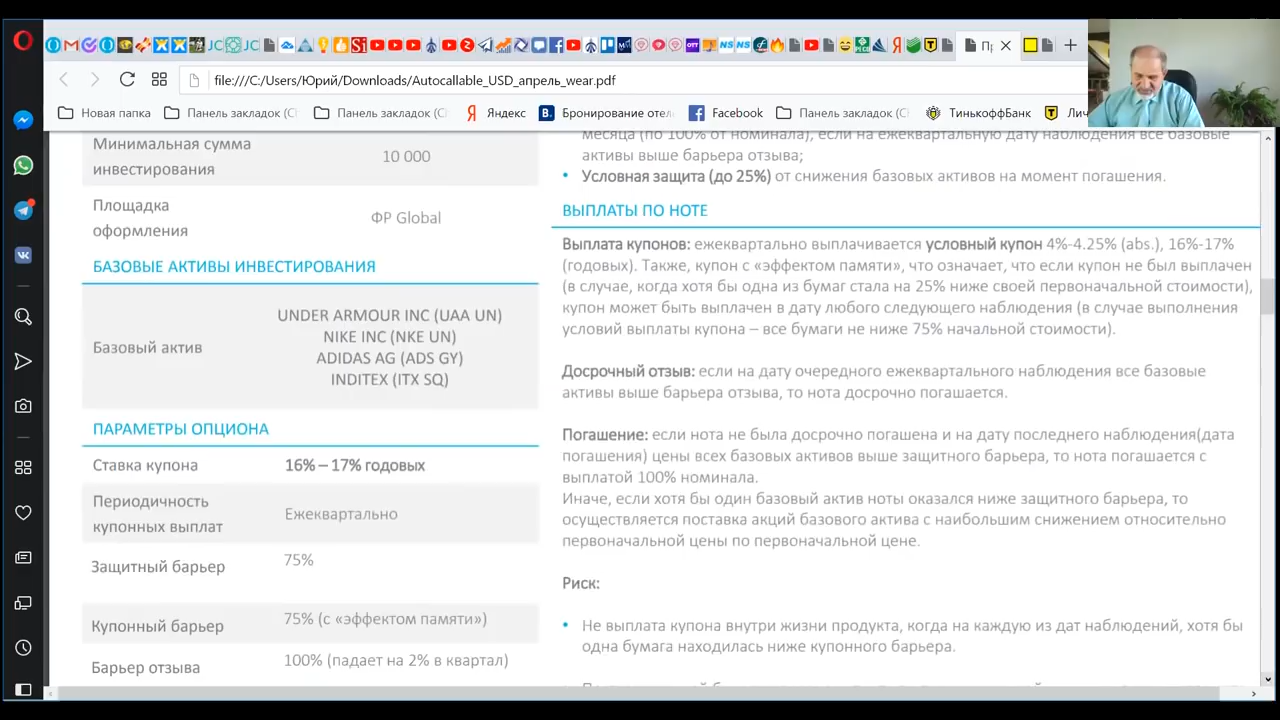 JC
JC
Si
OTT
NS
NS
Пр
file:///C:/Users/Юрий/Downloads/Autocallable_USD_апрель_wear.pdf
Новая папка
Панель закладок (С
Панель закладок (С
Яндекс
Бронирование отел
Facebook
Панель закладок (С
ТинькоффБанк
Лич
Минимальная сумма
инвестирования
10 000
Площадка
оформления
ФР Global
БАЗОВЫЕ АКТИВЫ ИНВЕСТИРОВАНИЯ
Базовый актив
UNDER ARMOUR INC (UAA UN)
NIKE INC (NKE UN)
ADIDAS AG (ADS GY)
INDITEX (ITX SQ)
ПАРАМЕТРЫ ОПЦИОНА
Ставка купона
16% – 17% годовых
Периодичность
купонных выплат
Ежеквартально
Защитный барьер
75%
Купонный барьер
75% (с «эффектом памяти»)
Барьер отзыва
100% (падает на 2% в квартал)
месяца (по 100% от номинала), если на ежеквартальную дату наблюдения все базовые
активы выше барьера отзыва;
• Условная защита (до 25%) от снижения базовых активов на момент погашения.
ВЫПЛАТЫ ПО НОТЕ
Выплата купонов: ежеквартально выплачивается условный купон 4%-4.25% (abs.), 16%-17%
(годовых). Также, купон с «эффектом памяти», что означает, что если купон не был выплачен
(в случае, когда хотя бы одна из бумаг стала на 25% ниже своей первоначальной стоимости),
купон может быть выплачен в дату любого следующего наблюдения (в случае выполнения
условий выплаты купона – все бумаги не ниже 75% начальной стоимости).
Досрочный отзыв: если на дату очередного ежеквартального наблюдения все базовые
активы выше барьера отзыва, то нота досрочно погашается.
Погашение: если нота не была досрочно погашена и на дату последнего наблюдения(дата
погашения) цены всех базовых активов выше защитного барьера, то нота погашается с
выплатой 100% номинала.
Иначе, если хотя бы один базовый актив ноты оказался ниже защитного барьера, то
осуществляется поставка акций базового актива с наибольшим снижением относительно
первоначальной цены по первоначальной цене.
Риск:
• Не выплата купона внутри жизни продукта, когда на каждую из дат наблюдений, хотя бы
одна бумага находилась ниже купонного барьера.